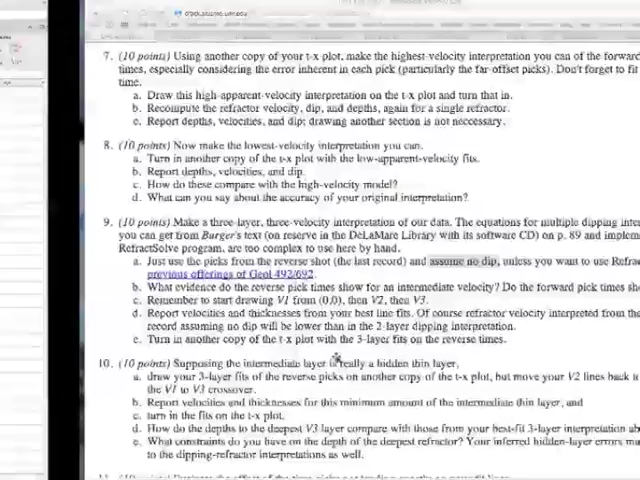 crack.seismo.unr.edu
7. (10 points) Using another copy of your t-x plot, make the highest-velocity interpretation you can of the forward
times, especially considering the error inherent in each pick (particularly the far-offset picks). Don't forget to fit
time.
a. Draw this high-apparent-velocity interpretation on the t-x plot and turn that in.
b. Recompute the refractor velocity, dip, and depths, again for a single refractor.
c. Report depths, velocities, and dip; drawing another section is not neccessary.
8. (10 points) Now make the lowest-velocity interpretation you can.
a. Turn in another copy of the t-x plot with the low-apparent-velocity fits.
b. Report depths, velocities, and dip.
c. How do these compare with the high-velocity model?
d. What can you say about the accuracy of your original interpretation?
9. (10 points) Make a three-layer, three-velocity interpretation of our data. The equations for multiple dipping
you can get from Burger's text (on reserve in the DeLaMare Library with its software CD) on p. 89 and
RefractSolve program, are too complex to use here by hand.
a. Just use the picks from the reverse shot (the last record) and assume no dip, unless you want to use
previous offerings of Geol 492/692.
b. What evidence do the reverse pick times show for an intermediate velocity? Do the forward pick times
c. Remember to start drawing V1 from (0,0), then V2, then V3.
d. Report velocities and thicknesses from your best line fits. Of course refractor velocity interpreted from the
record assuming no dip will be lower than in the 2-layer dipping interpretation.
e. Turn in another copy of the t-x plot with the 3-layer fits on the reverse times.
10. (10 points) Supposing the intermediate layer is really a hidden thin layer,
a. draw your 3-layer fits of the reverse picks on another copy of the t-x plot, but move your V2 lines back
the V1 to V3 crossover.
b. Report velocities and thicknesses for this minimum amount of the intermediate thin layer, and
c. turn in the fits on the t-x plot.
d. How do the depths to the deepest V3 layer compare with those from your best-fit 3-layer interpretation
e. What constraints do you have on the depth of the deepest refractor? Your inferred hidden-layer errors
to the dipping-refractor interpretations as well.